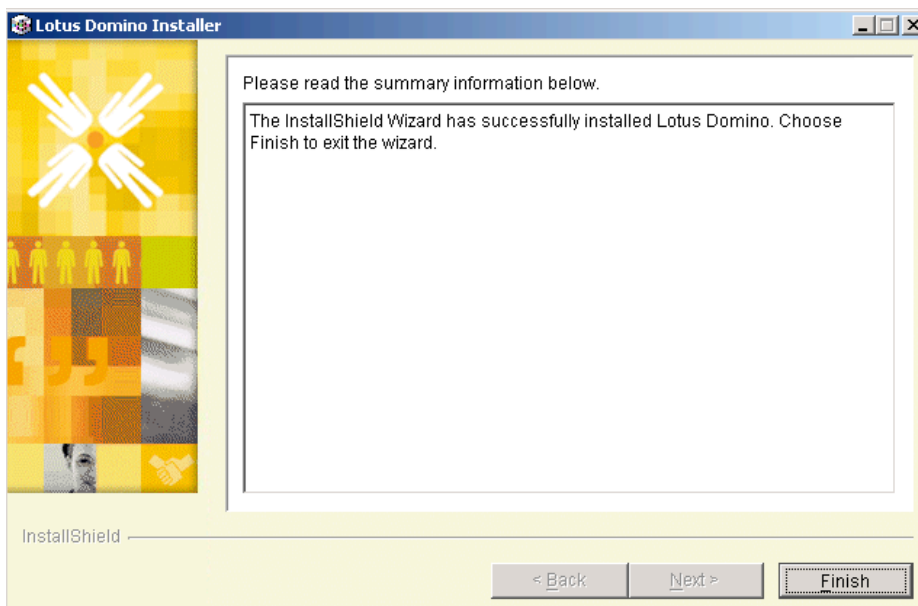 Lotus Domino Installer
Please read the summary information below.
The InstallShield Wizard has successfully installed Lotus Domino. Choose
Finish to exit the wizard.
InstallShield
< Back
Next >
Finish